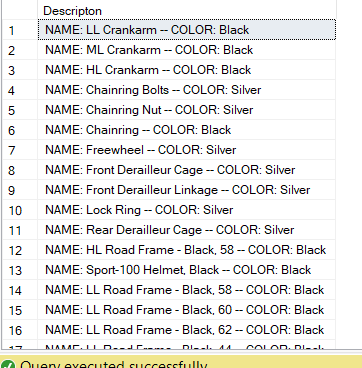 Descripton
1 NAME: LL Crankarm -- COLOR: Black
2 NAME: ML Crankarm -- COLOR: Black
3 NAME: HL Crankarm -- COLOR: Black
4 NAME: Chainring Bolts -- COLOR: Silver
5 NAME: Chainring Nut -- COLOR: Silver
6 NAME: Chainring -- COLOR: Black
7 NAME: Freewheel -- COLOR: Silver
8 NAME: Front Derailleur Cage -- COLOR: Silver
9 NAME: Front Derailleur Linkage -- COLOR: Silver
10 NAME: Lock Ring -- COLOR: Silver
11 NAME: Rear Derailleur Cage -- COLOR: Silver
12 NAME: HL Road Frame - Black, 58 -- COLOR: Black
13 NAME: Sport-100 Helmet, Black -- COLOR: Black
14 NAME: LL Road Frame - Black, 58 -- COLOR: Black
15 NAME: LL Road Frame - Black, 60 -- COLOR: Black
16 NAME: LL Road Frame - Black, 62 -- COLOR: Black
17 NAME: LL Road Frame - Black, 44 -- COLOR: Black
Query executed successfully